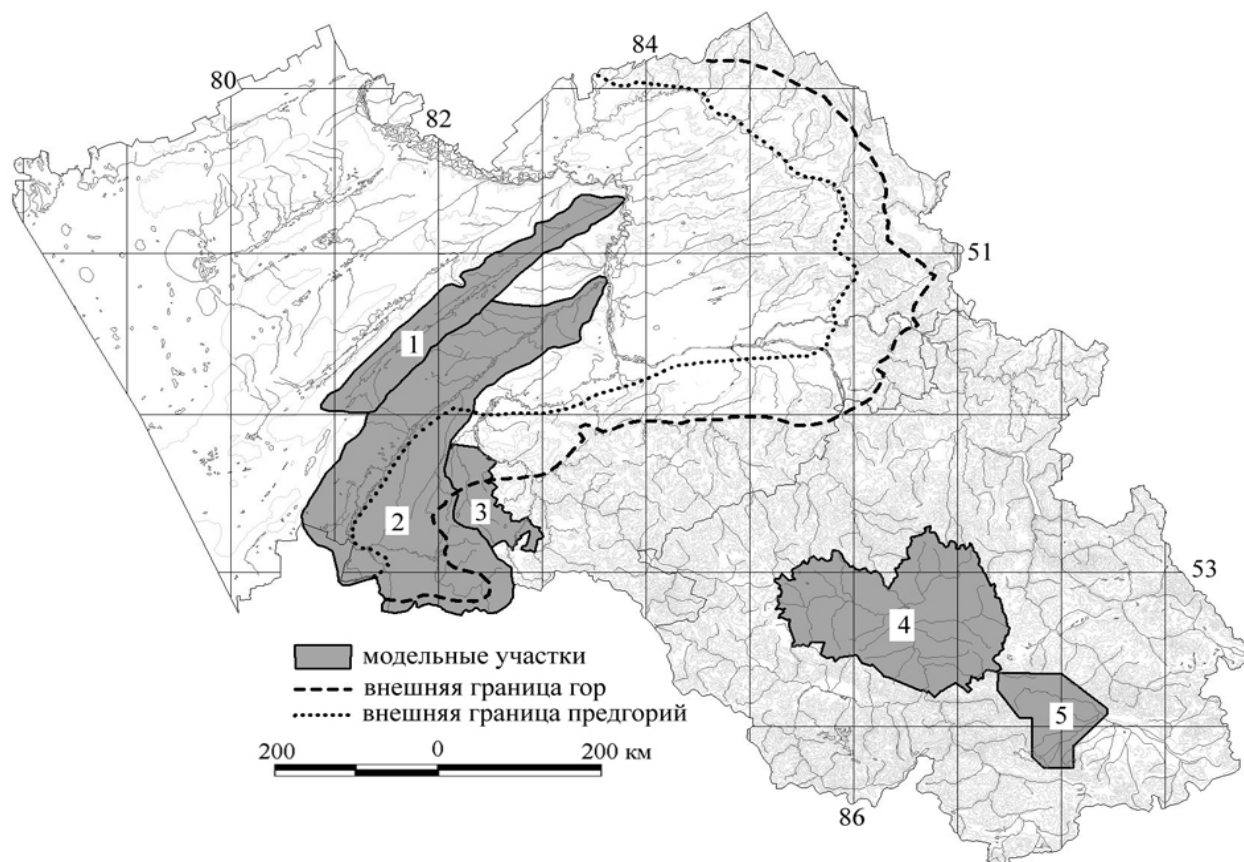 84
80
82
51
1
2
3
53
4
5
модельные участки
внешняя граница гор
внешняя граница предгорий
200 0 200 км
86